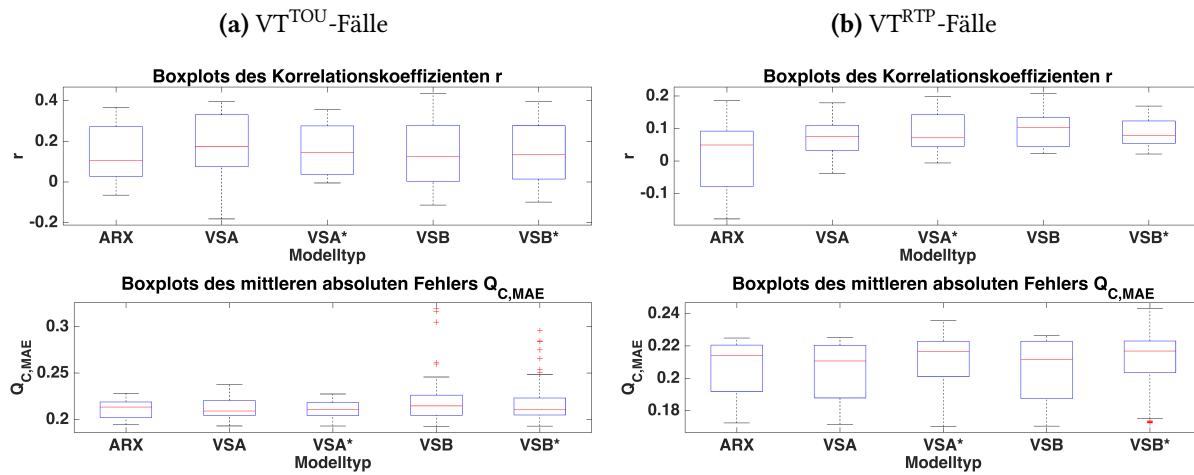 (a) VT^TOU-Fälle
Boxplots des Korrelationskoeffizienten r
0.4
0.2
0
-0.2
r
ARX VSA VSA* VSB VSB*
Modelltyp
Boxplots des mittleren absoluten Fehlers Q_C,MAE
0.3
0.25
0.2
Q_C,MAE
ARX VSA VSA* VSB VSB*
Modelltyp
(b) VT^RTP-Fälle
Boxplots des Korrelationskoeffizienten r
0.2
0.1
0
-0.1
r
ARX VSA VSA* VSB VSB*
Modelltyp
Boxplots des mittleren absoluten Fehlers Q_C,MAE
0.24
0.22
0.2
0.18
Q_C,MAE
ARX VSA VSA* VSB VSB*
Modelltyp